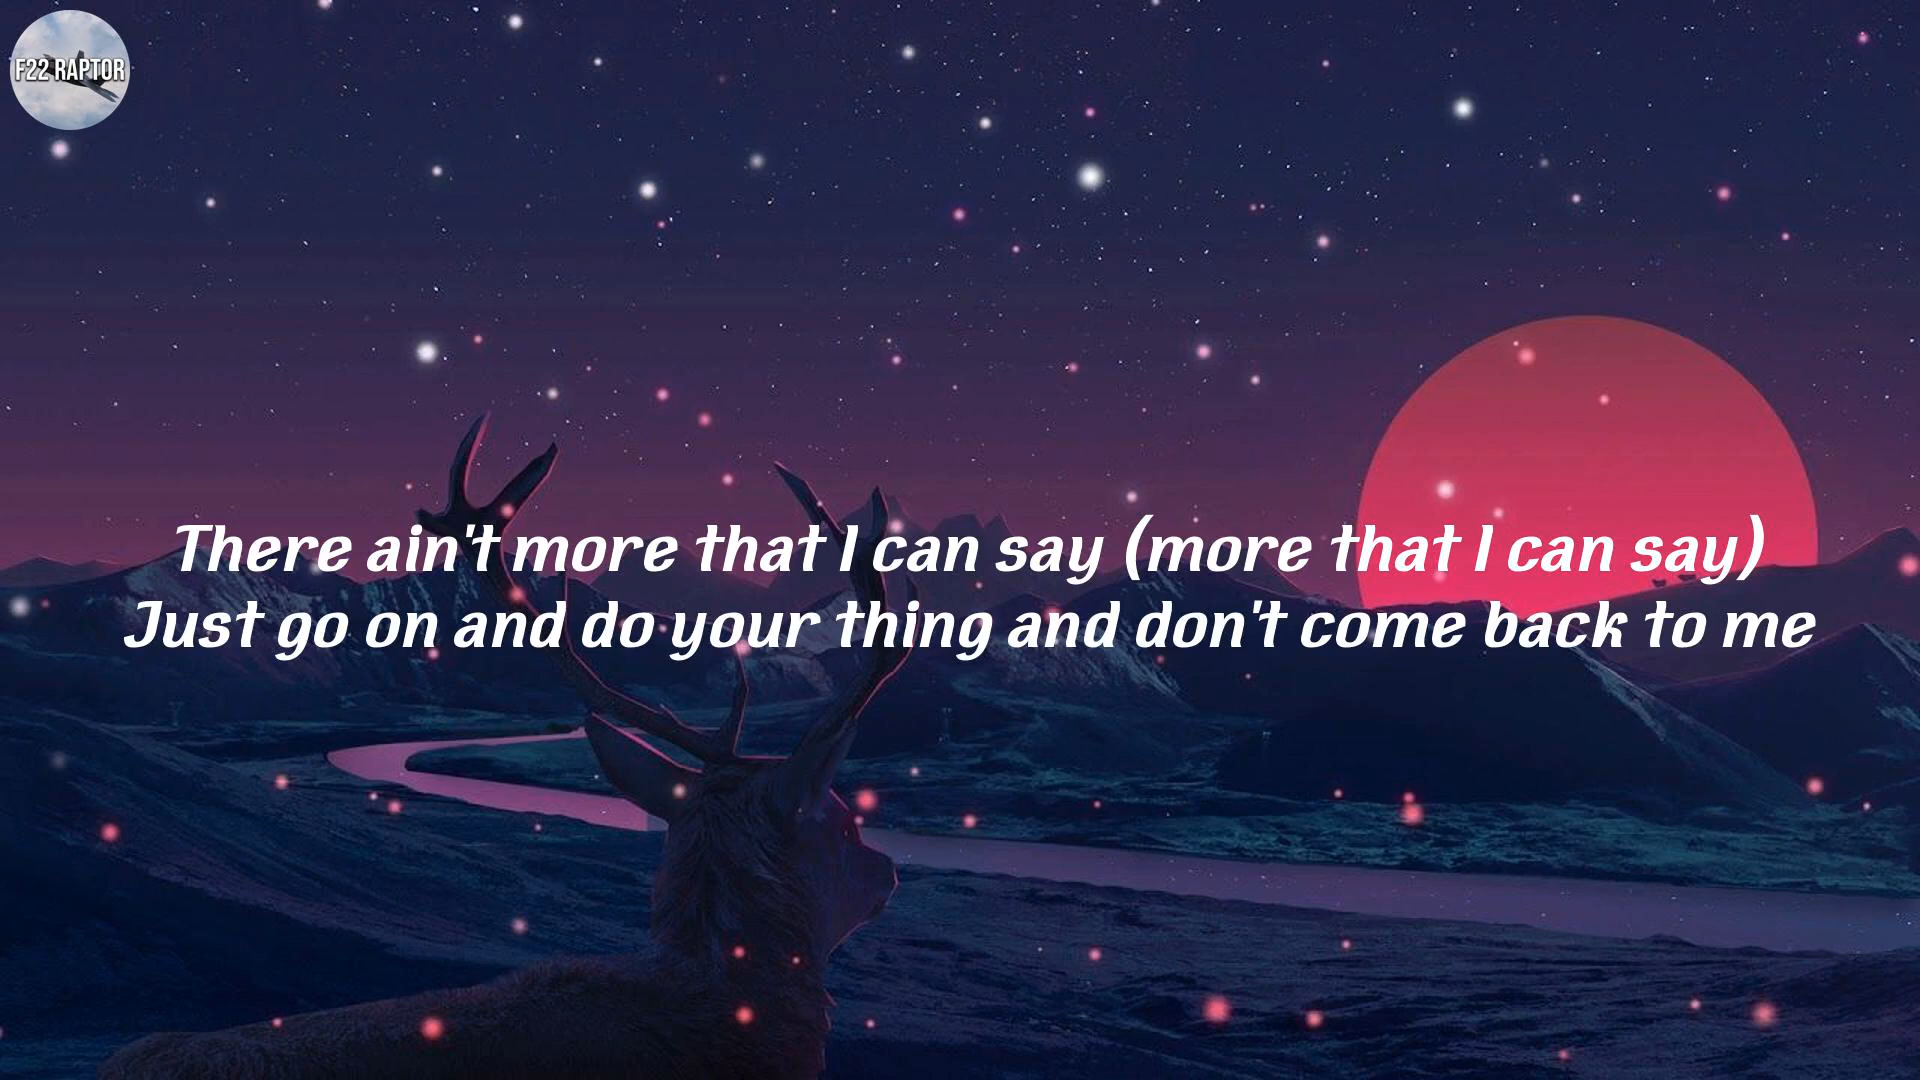 F22 RAPTOR
There ain't more that I can say (more that I can say)
Just go on and do your thing and don't come back to me